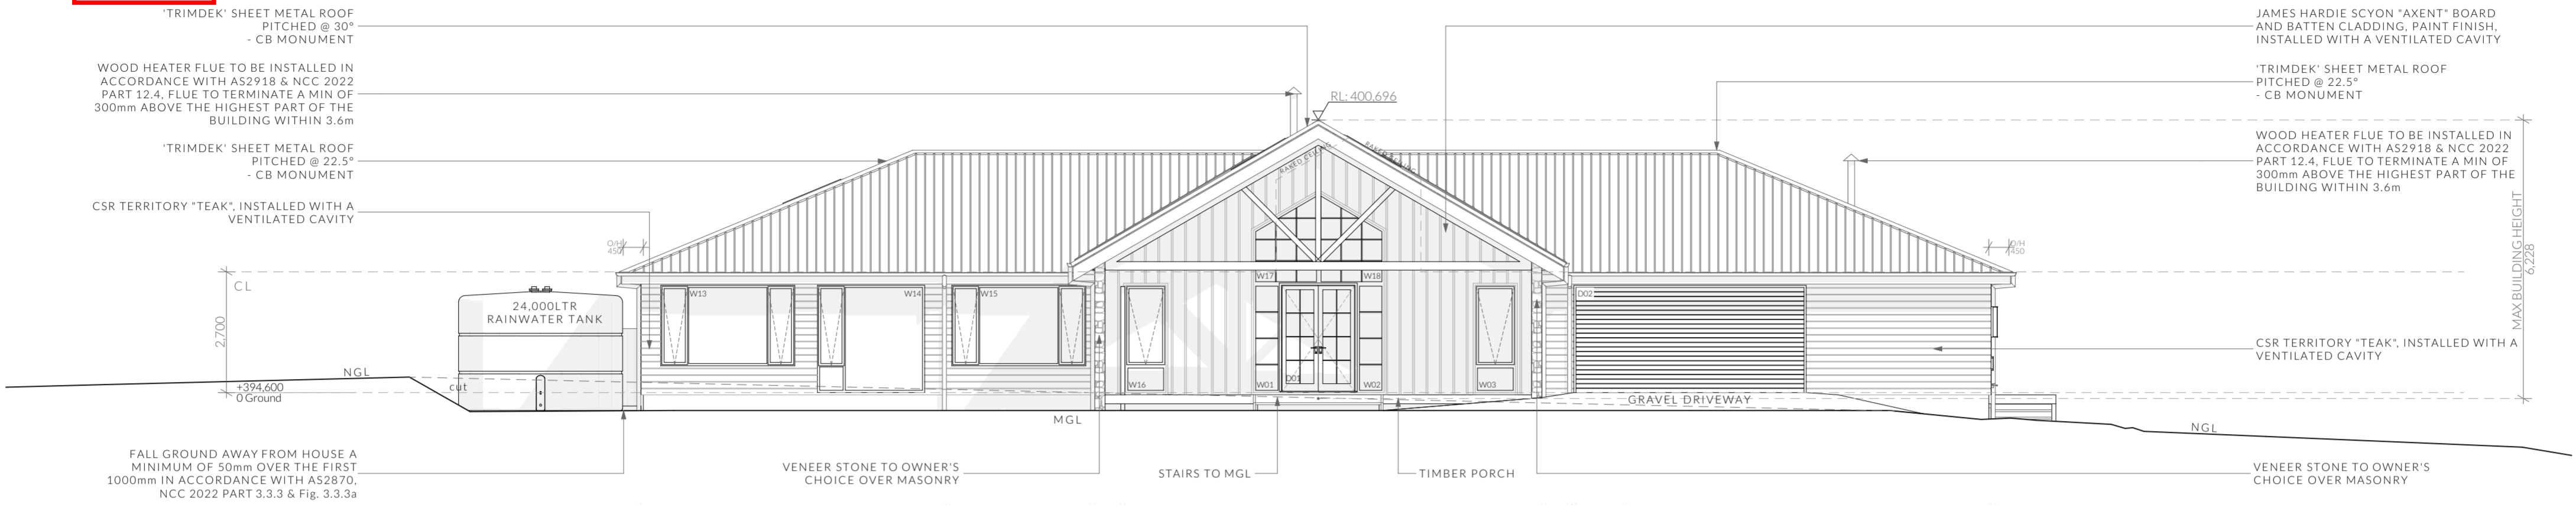 'TRIMDEK' SHEET METAL ROOF
PITCHED @ 30°
- CB MONUMENT
WOOD HEATER FLUE TO BE INSTALLED IN
ACCORDANCE WITH AS2918 & NCC 2022
PART 12.4, FLUE TO TERMINATE A MIN OF
300mm ABOVE THE HIGHEST PART OF THE
BUILDING WITHIN 3.6m
'TRIMDEK' SHEET METAL ROOF
PITCHED @ 22.5°
- CB MONUMENT
CSR TERRITORY "TEAK", INSTALLED WITH A
VENTILATED CAVITY
O/H
450
CL
2,700
NGL
+394,600
0 Ground
cut
24,000LTR
RAINWATER TANK
FALL GROUND AWAY FROM HOUSE A
MINIMUM OF 50mm OVER THE FIRST
1000mm IN ACCORDANCE WITH AS2870,
NCC 2022 PART 3.3.3 & Fig. 3.3.3a
RL: 400,696
RAKED CEILING
RAKED CEILING
W13
W14
W15
W16
W17
W18
W01
D01
W02
W03
D02
MGL
GRAVEL DRIVEWAY
VENEER STONE TO OWNER'S
CHOICE OVER MASONRY
STAIRS TO MGL
TIMBER PORCH
JAMES HARDIE SCYON "AXENT" BOARD
AND BATTEN CLADDING, PAINT FINISH,
INSTALLED WITH A VENTILATED CAVITY
'TRIMDEK' SHEET METAL ROOF
PITCHED @ 22.5°
- CB MONUMENT
WOOD HEATER FLUE TO BE INSTALLED IN
ACCORDANCE WITH AS2918 & NCC 2022
PART 12.4, FLUE TO TERMINATE A MIN OF
300mm ABOVE THE HIGHEST PART OF THE
BUILDING WITHIN 3.6m
O/H
450
MAX BUILDING HEIGHT
6,228
CSR TERRITORY "TEAK", INSTALLED WITH A
VENTILATED CAVITY
NGL
VENEER STONE TO OWNER'S
CHOICE OVER MASONRY